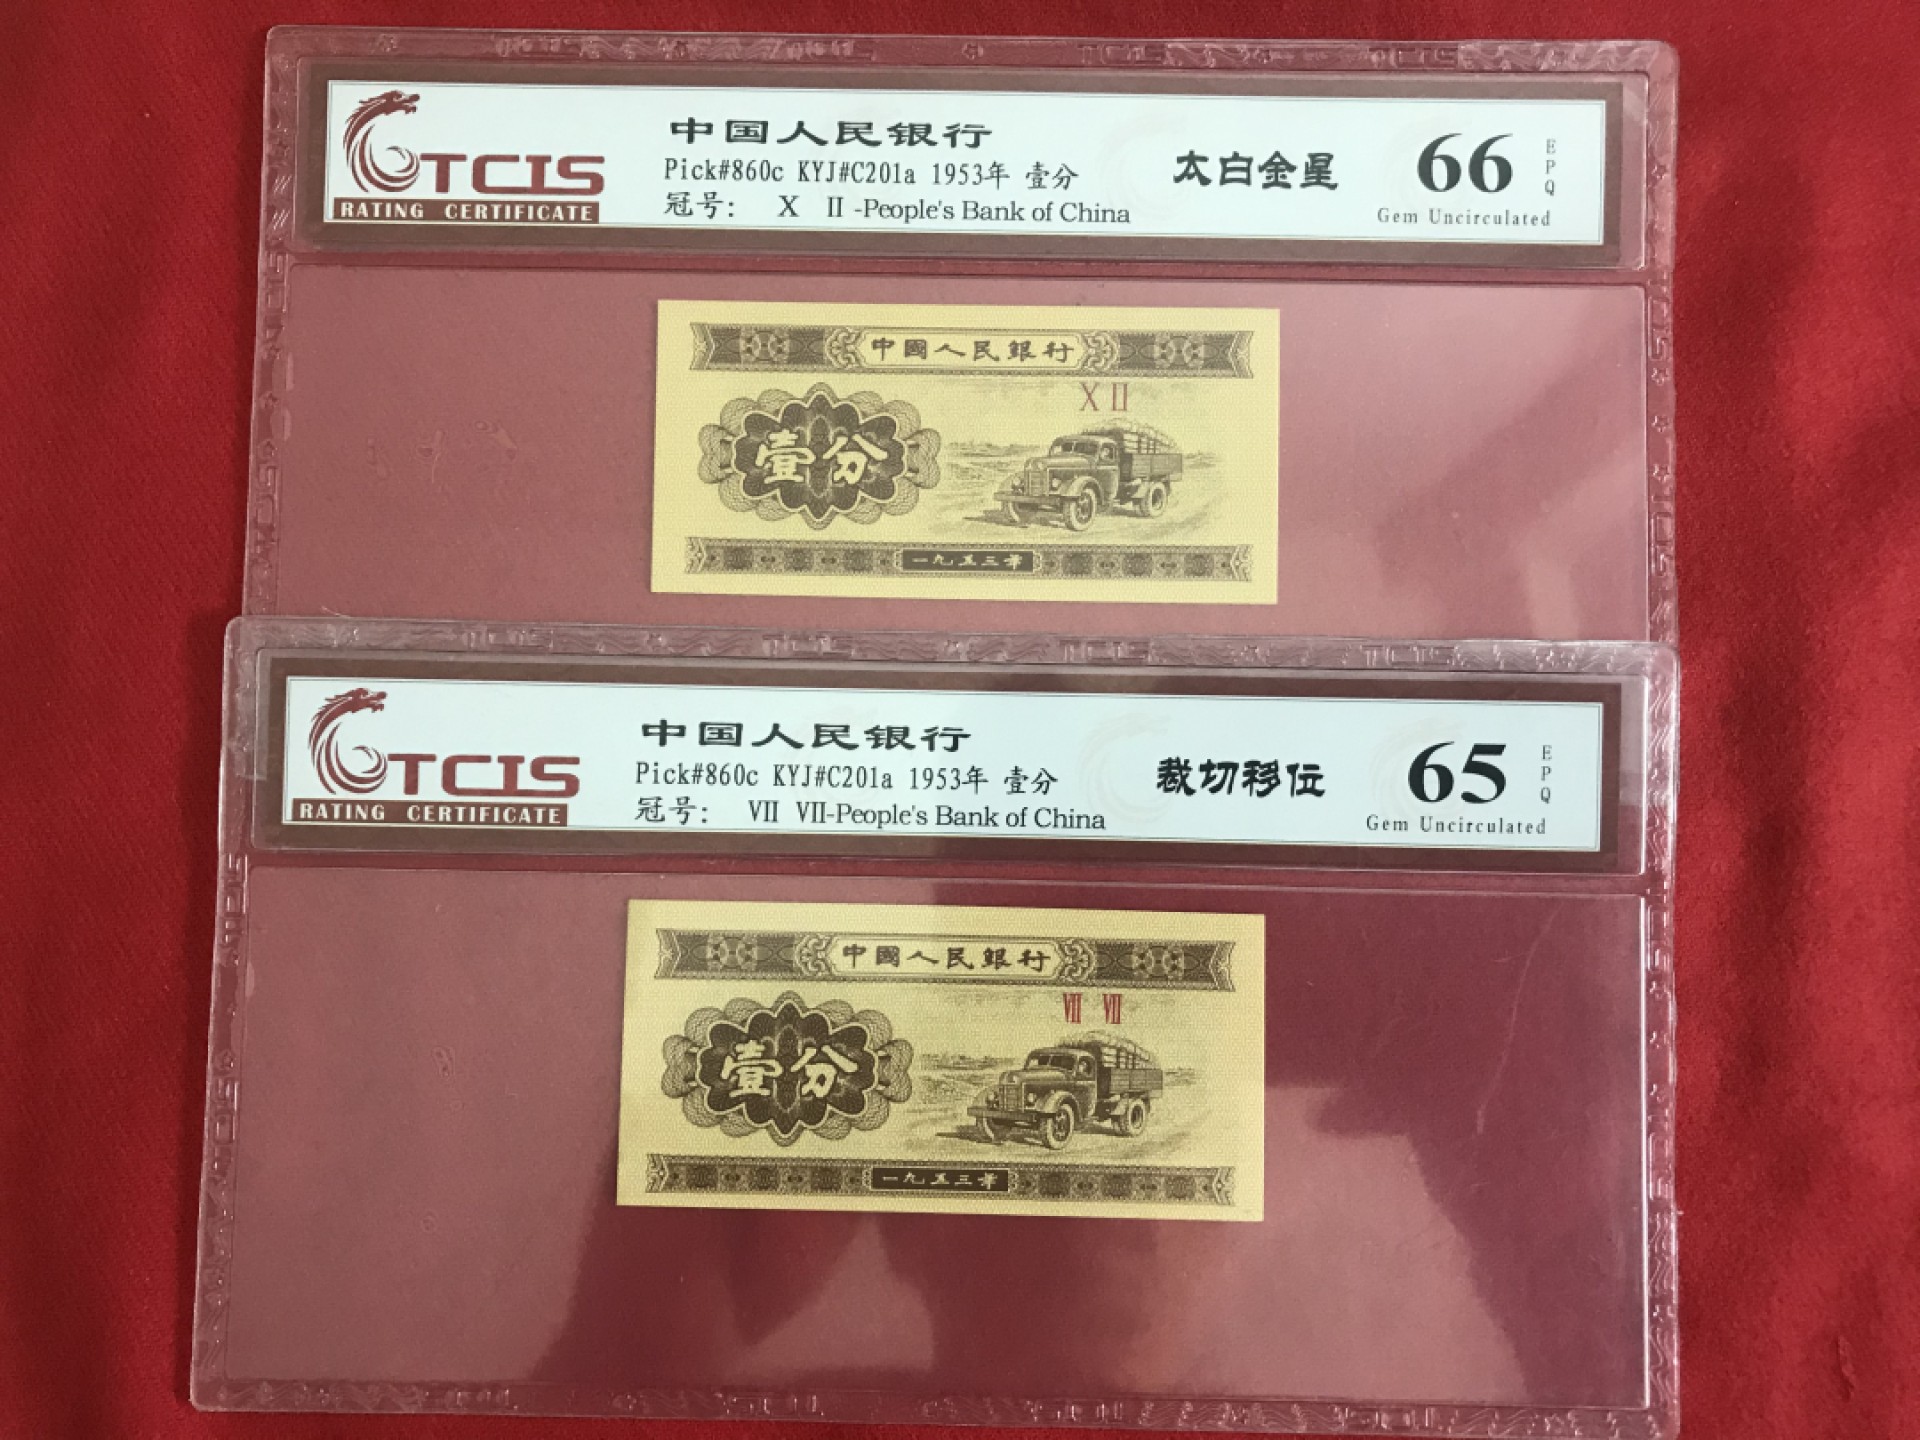 TCIS
RATING CERTIFICATE
中国人民银行
Pick#860c KYJ#C201a 1953年 壹分
冠号: X II -People's Bank of China
太白金星
66
EPQ
Gem Uncirculated
中國人民銀行
X II
壹分
一九五三年
TCIS
RATING CERTIFICATE
中国人民银行
Pick#860c KYJ#C201a 1953年 壹分
冠号: VII VII-People's Bank of China
裁切移位
65
EPQ
Gem Uncirculated
中國人民銀行
VII VII
壹分
一九五三年